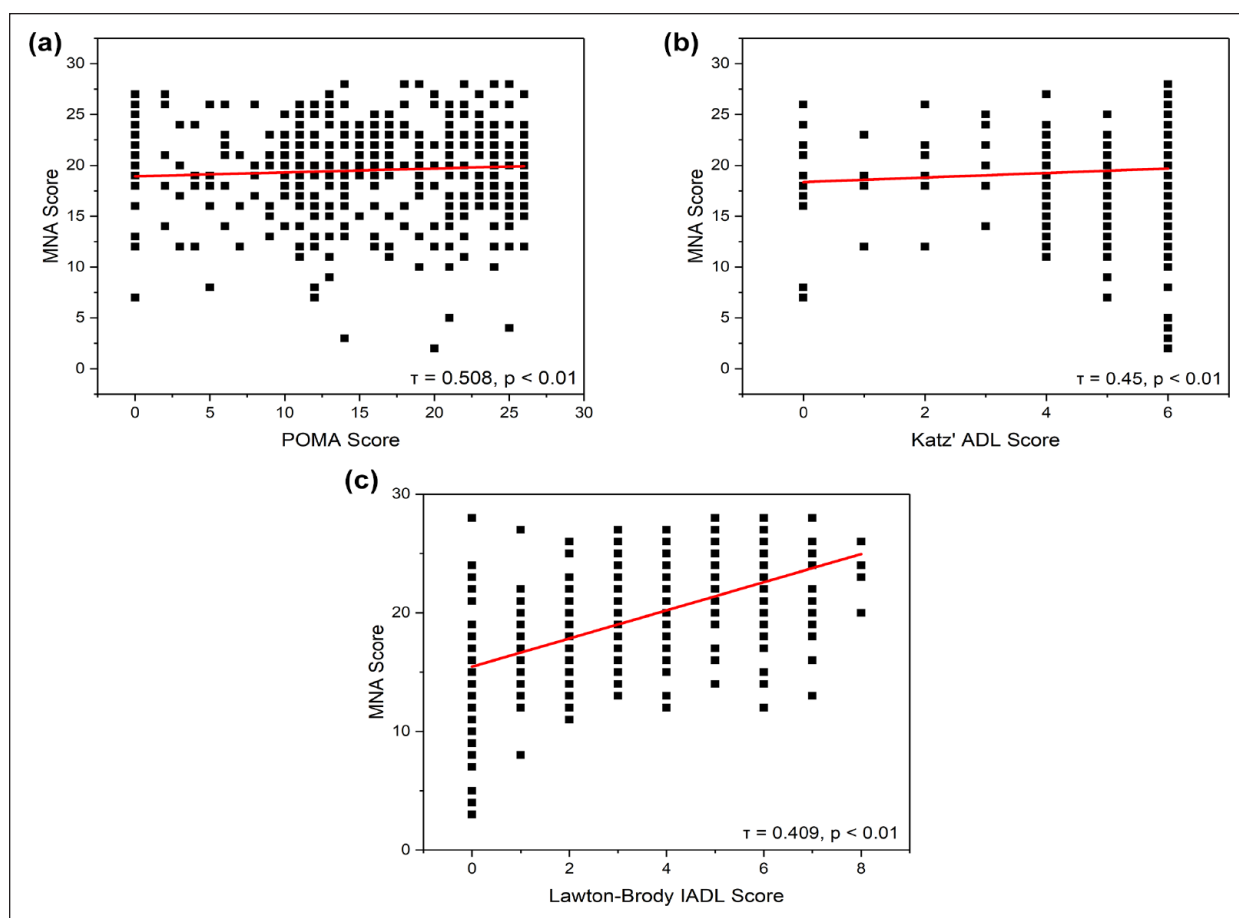 (a)
30
25
20
15
10
5
0
MNA Score
τ = 0.508, p < 0.01
0 5 10 15 20 25 30
POMA Score
(b)
30
25
20
15
10
5
0
MNA Score
τ = 0.45, p < 0.01
0 2 4 6
Katz' ADL Score
(c)
30
20
10
0
MNA Score
τ = 0.409, p < 0.01
0 2 4 6 8
Lawton-Brody IADL Score